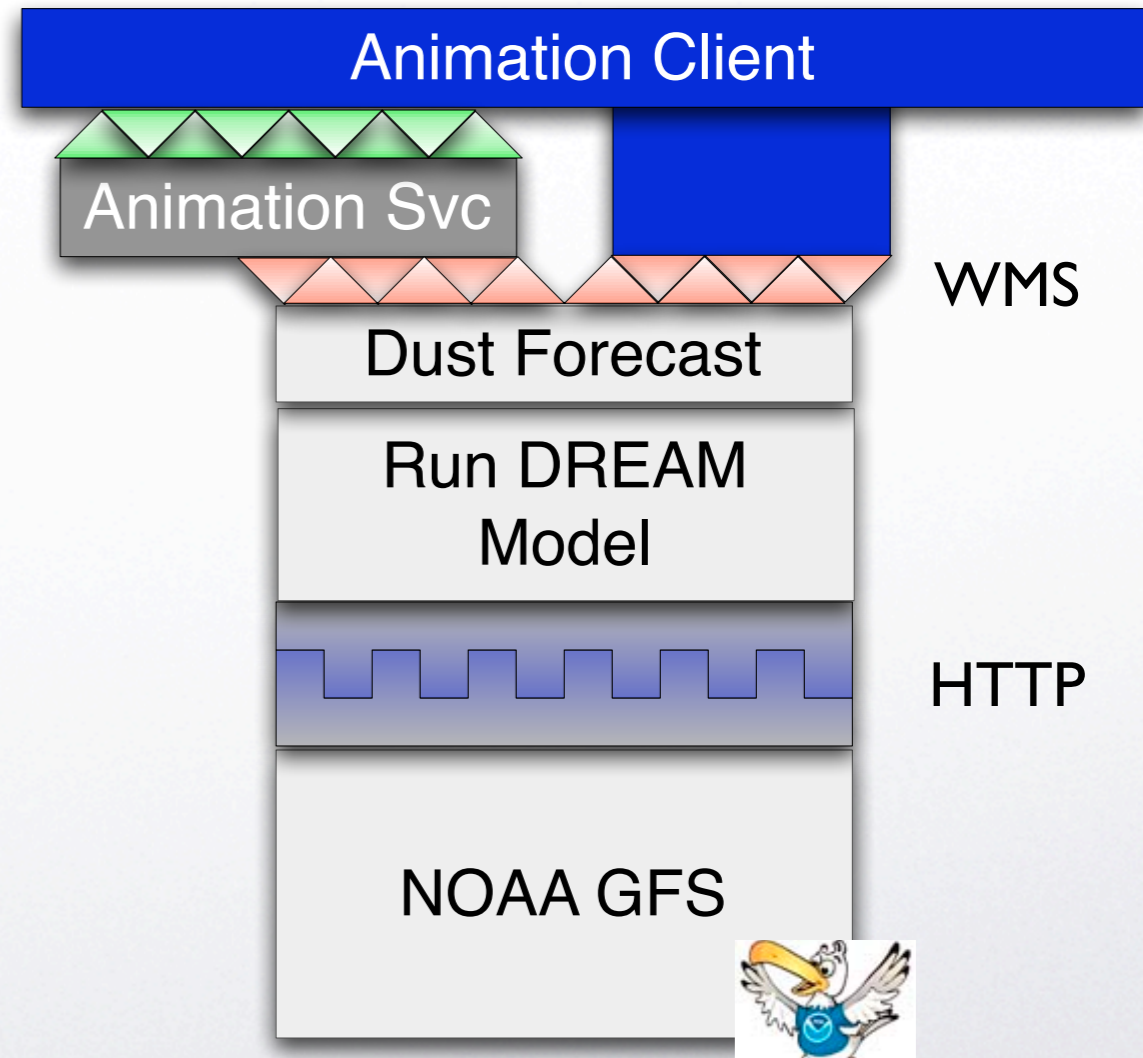 Animation Client
Animation Svc
WMS
Dust Forecast
Run DREAM
Model
HTTP
NOAA GFS